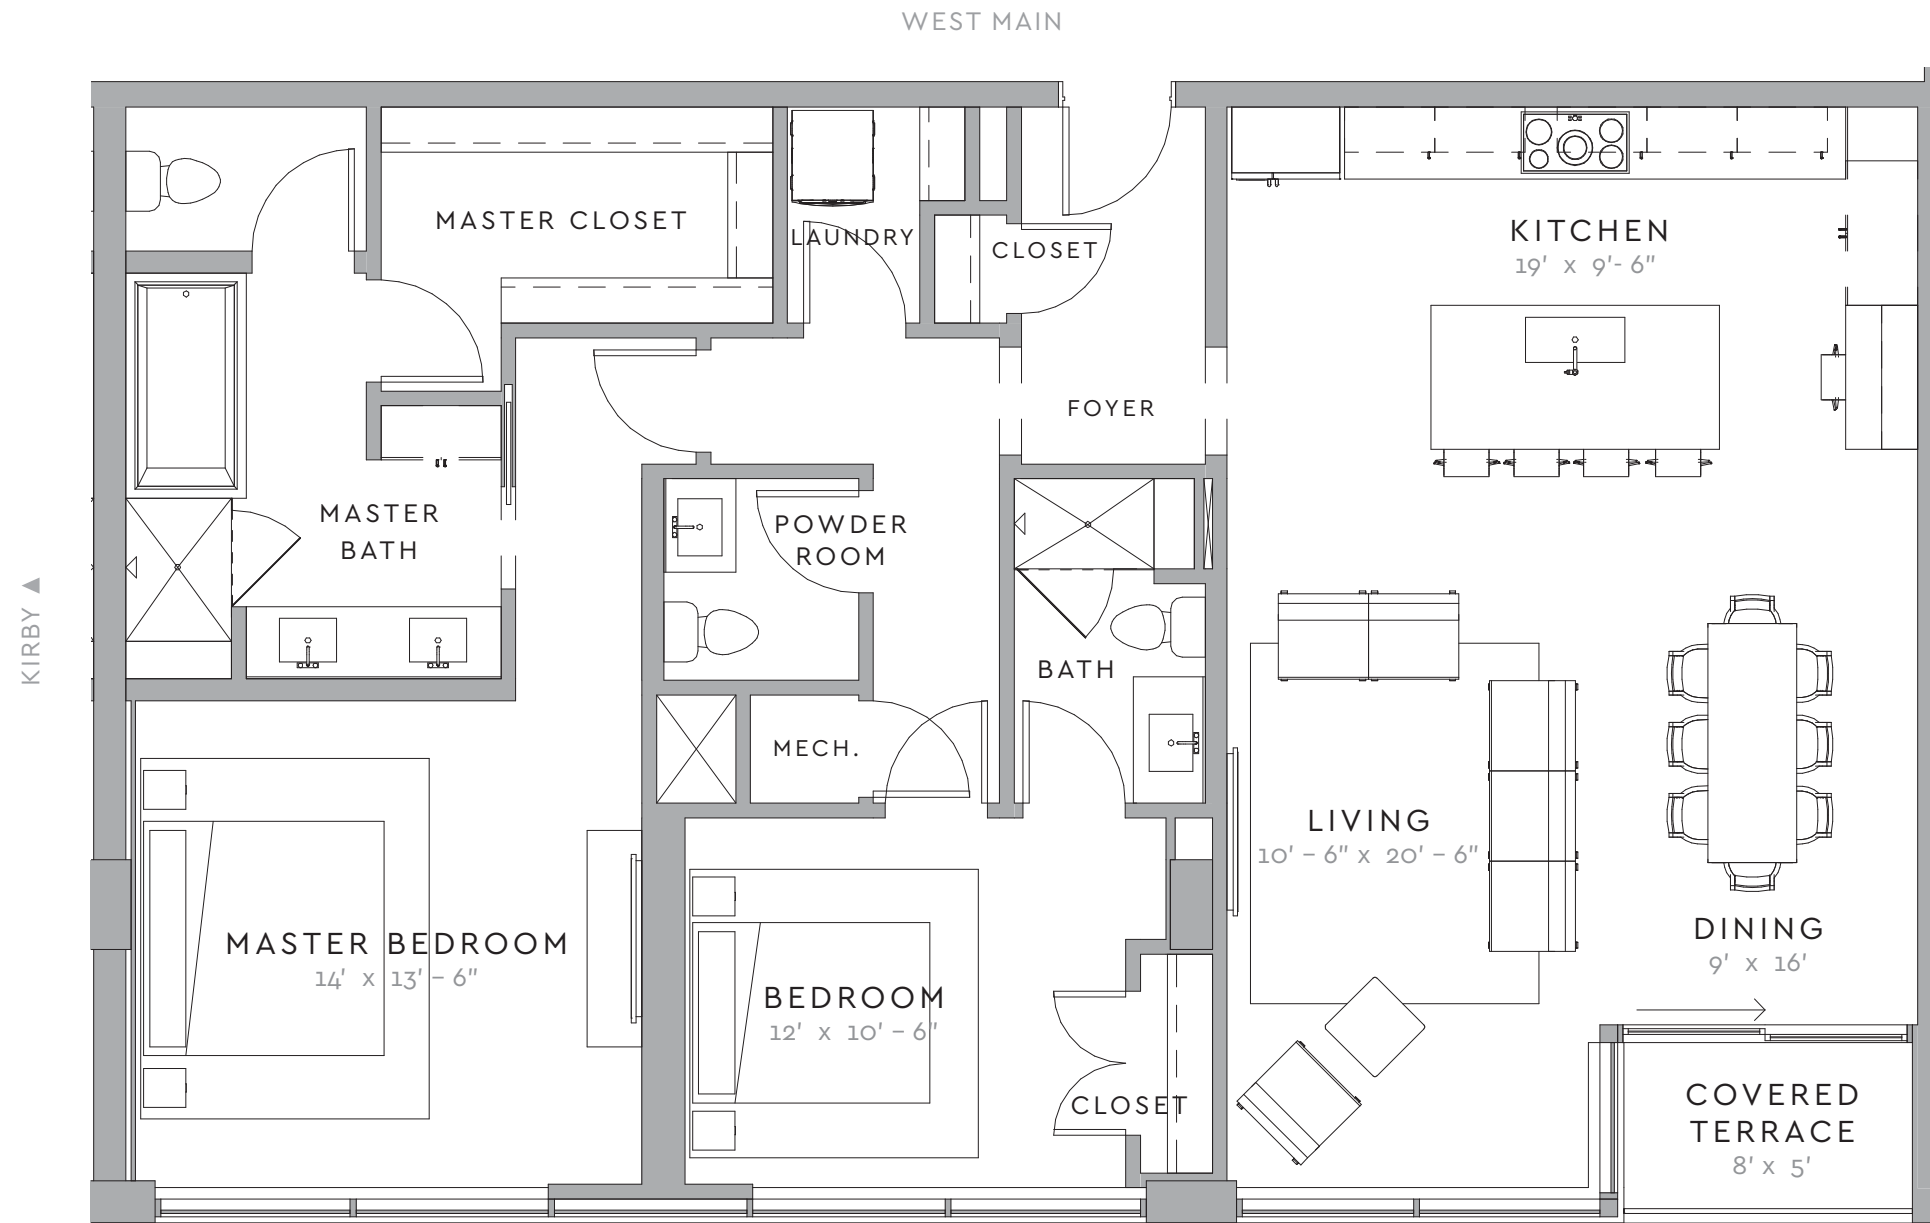 WEST MAIN
MASTER CLOSET
LAUNDRY
CLOSET
KITCHEN
19' x 9'- 6"
FOYER
MASTER
BATH
POWDER
ROOM
KIRBY ▲
BATH
MECH.
LIVING
10' – 6" x 20' – 6"
DINING
9' x 16'
MASTER BEDROOM
14' x 13' – 6"
BEDROOM
12' x 10' – 6"
CLOSET
COVERED
TERRACE
8' x 5'